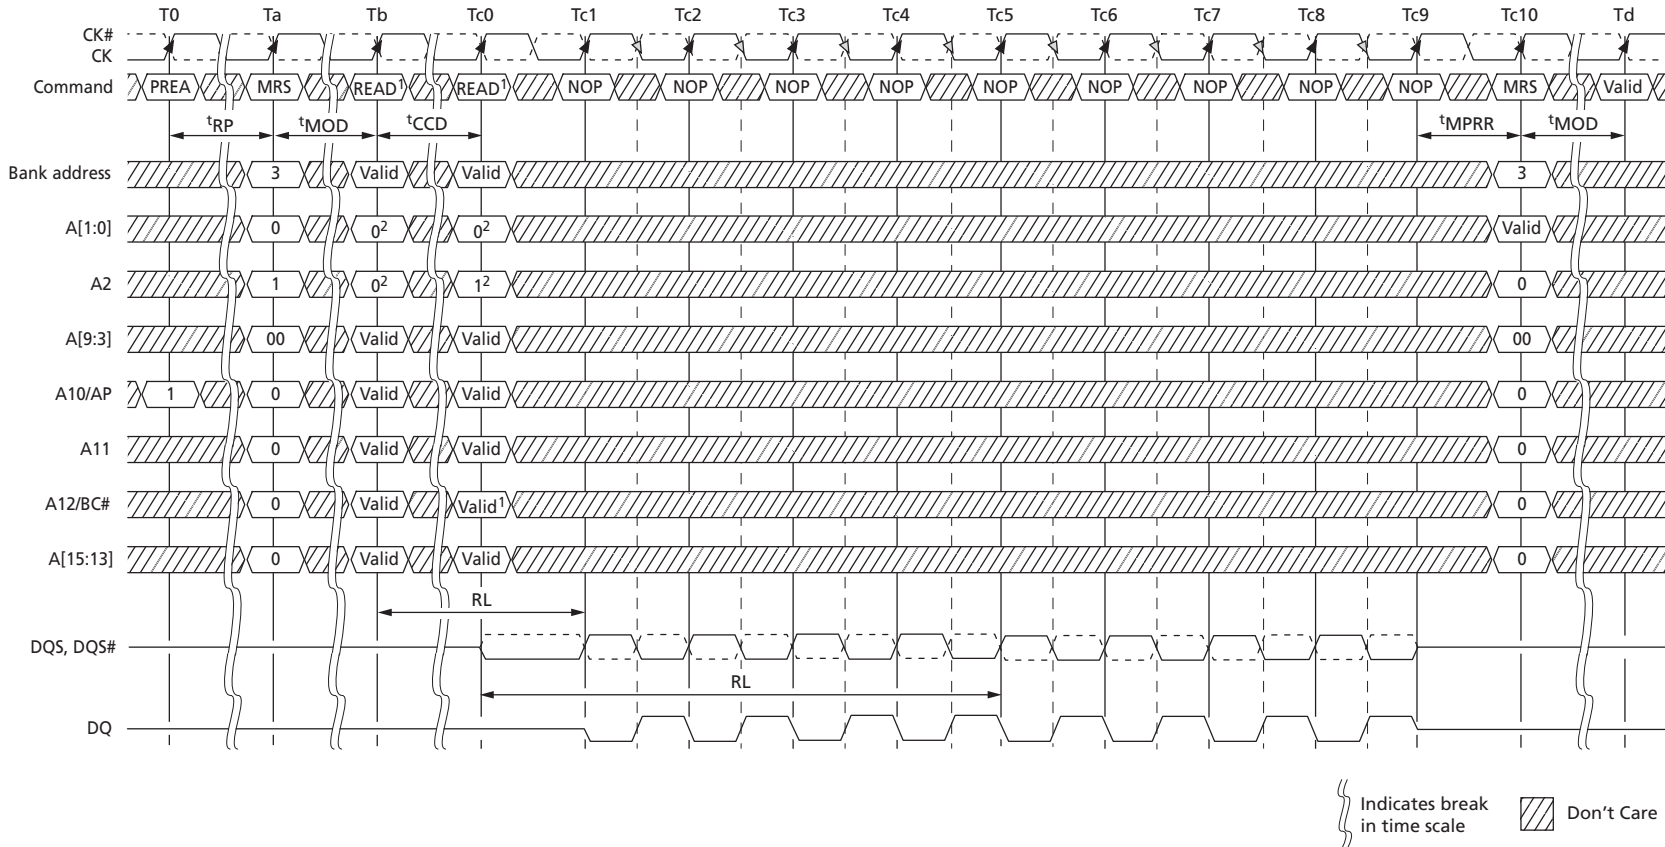 T0 Ta Tb Tc0 Tc1 Tc2 Tc3 Tc4 Tc5 Tc6 Tc7 Tc8 Tc9 Tc10 Td
CK#
CK
Command PREA MRS READ¹ READ¹ NOP NOP NOP NOP NOP NOP NOP NOP NOP MRS Valid
ᵗRP ᵗMOD ᵗCCD ᵗMPRR ᵗMOD
Bank address 3 Valid Valid 3
A[1:0] 0 0² 0² Valid
A2 1 0² 1² 0
A[9:3] 00 Valid Valid 00
A10/AP 1 0 Valid Valid 0
A11 0 Valid Valid 0
A12/BC# 0 Valid Valid¹ 0
A[15:13] 0 Valid Valid 0
RL
DQS, DQS#
RL
DQ
Indicates break
in time scale
Don't Care